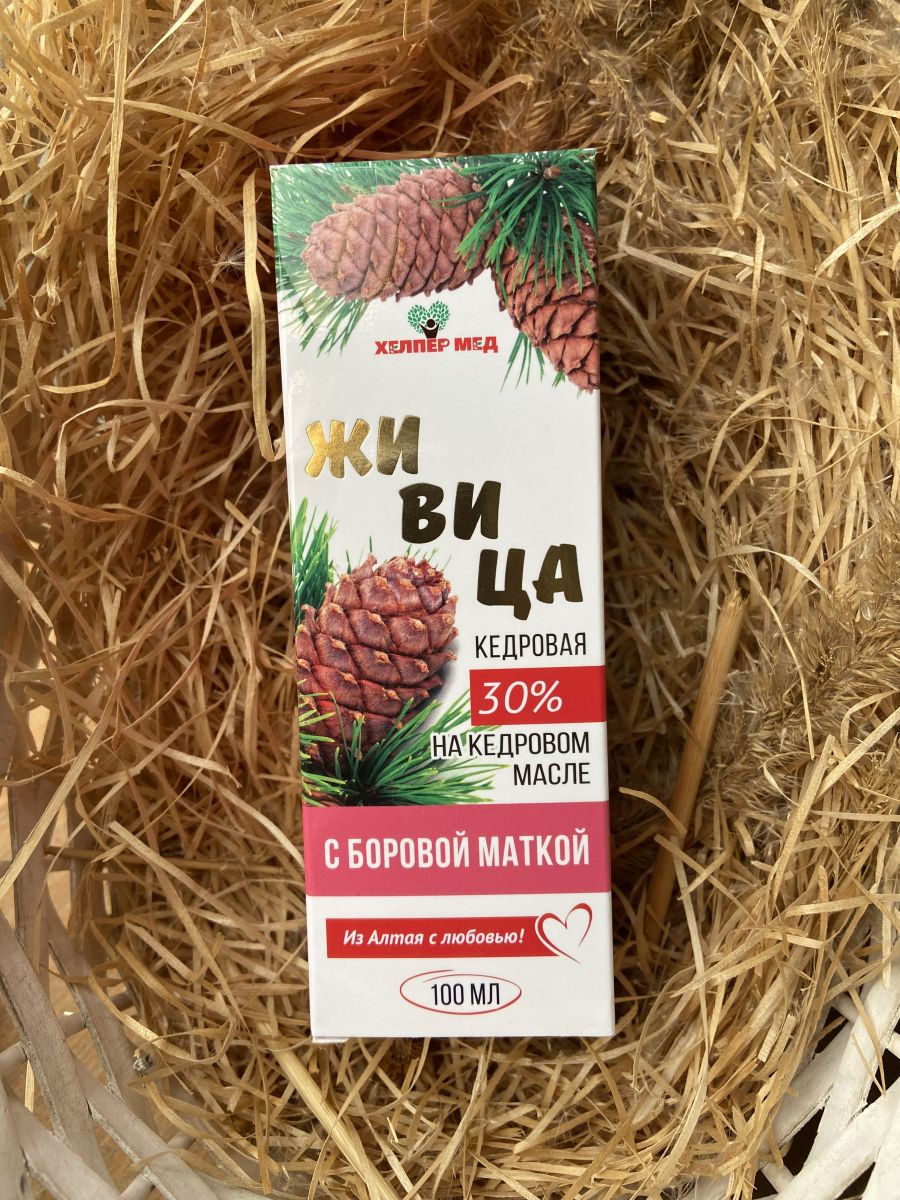 ХЕЛПЕР МЕД
ЖИ
ВИ
ЦА
КЕДРОВАЯ
30%
НА КЕДРОВОМ
МАСЛЕ
С БОРОВОЙ МАТКОЙ
Из Алтая с любовью!
100 МЛ